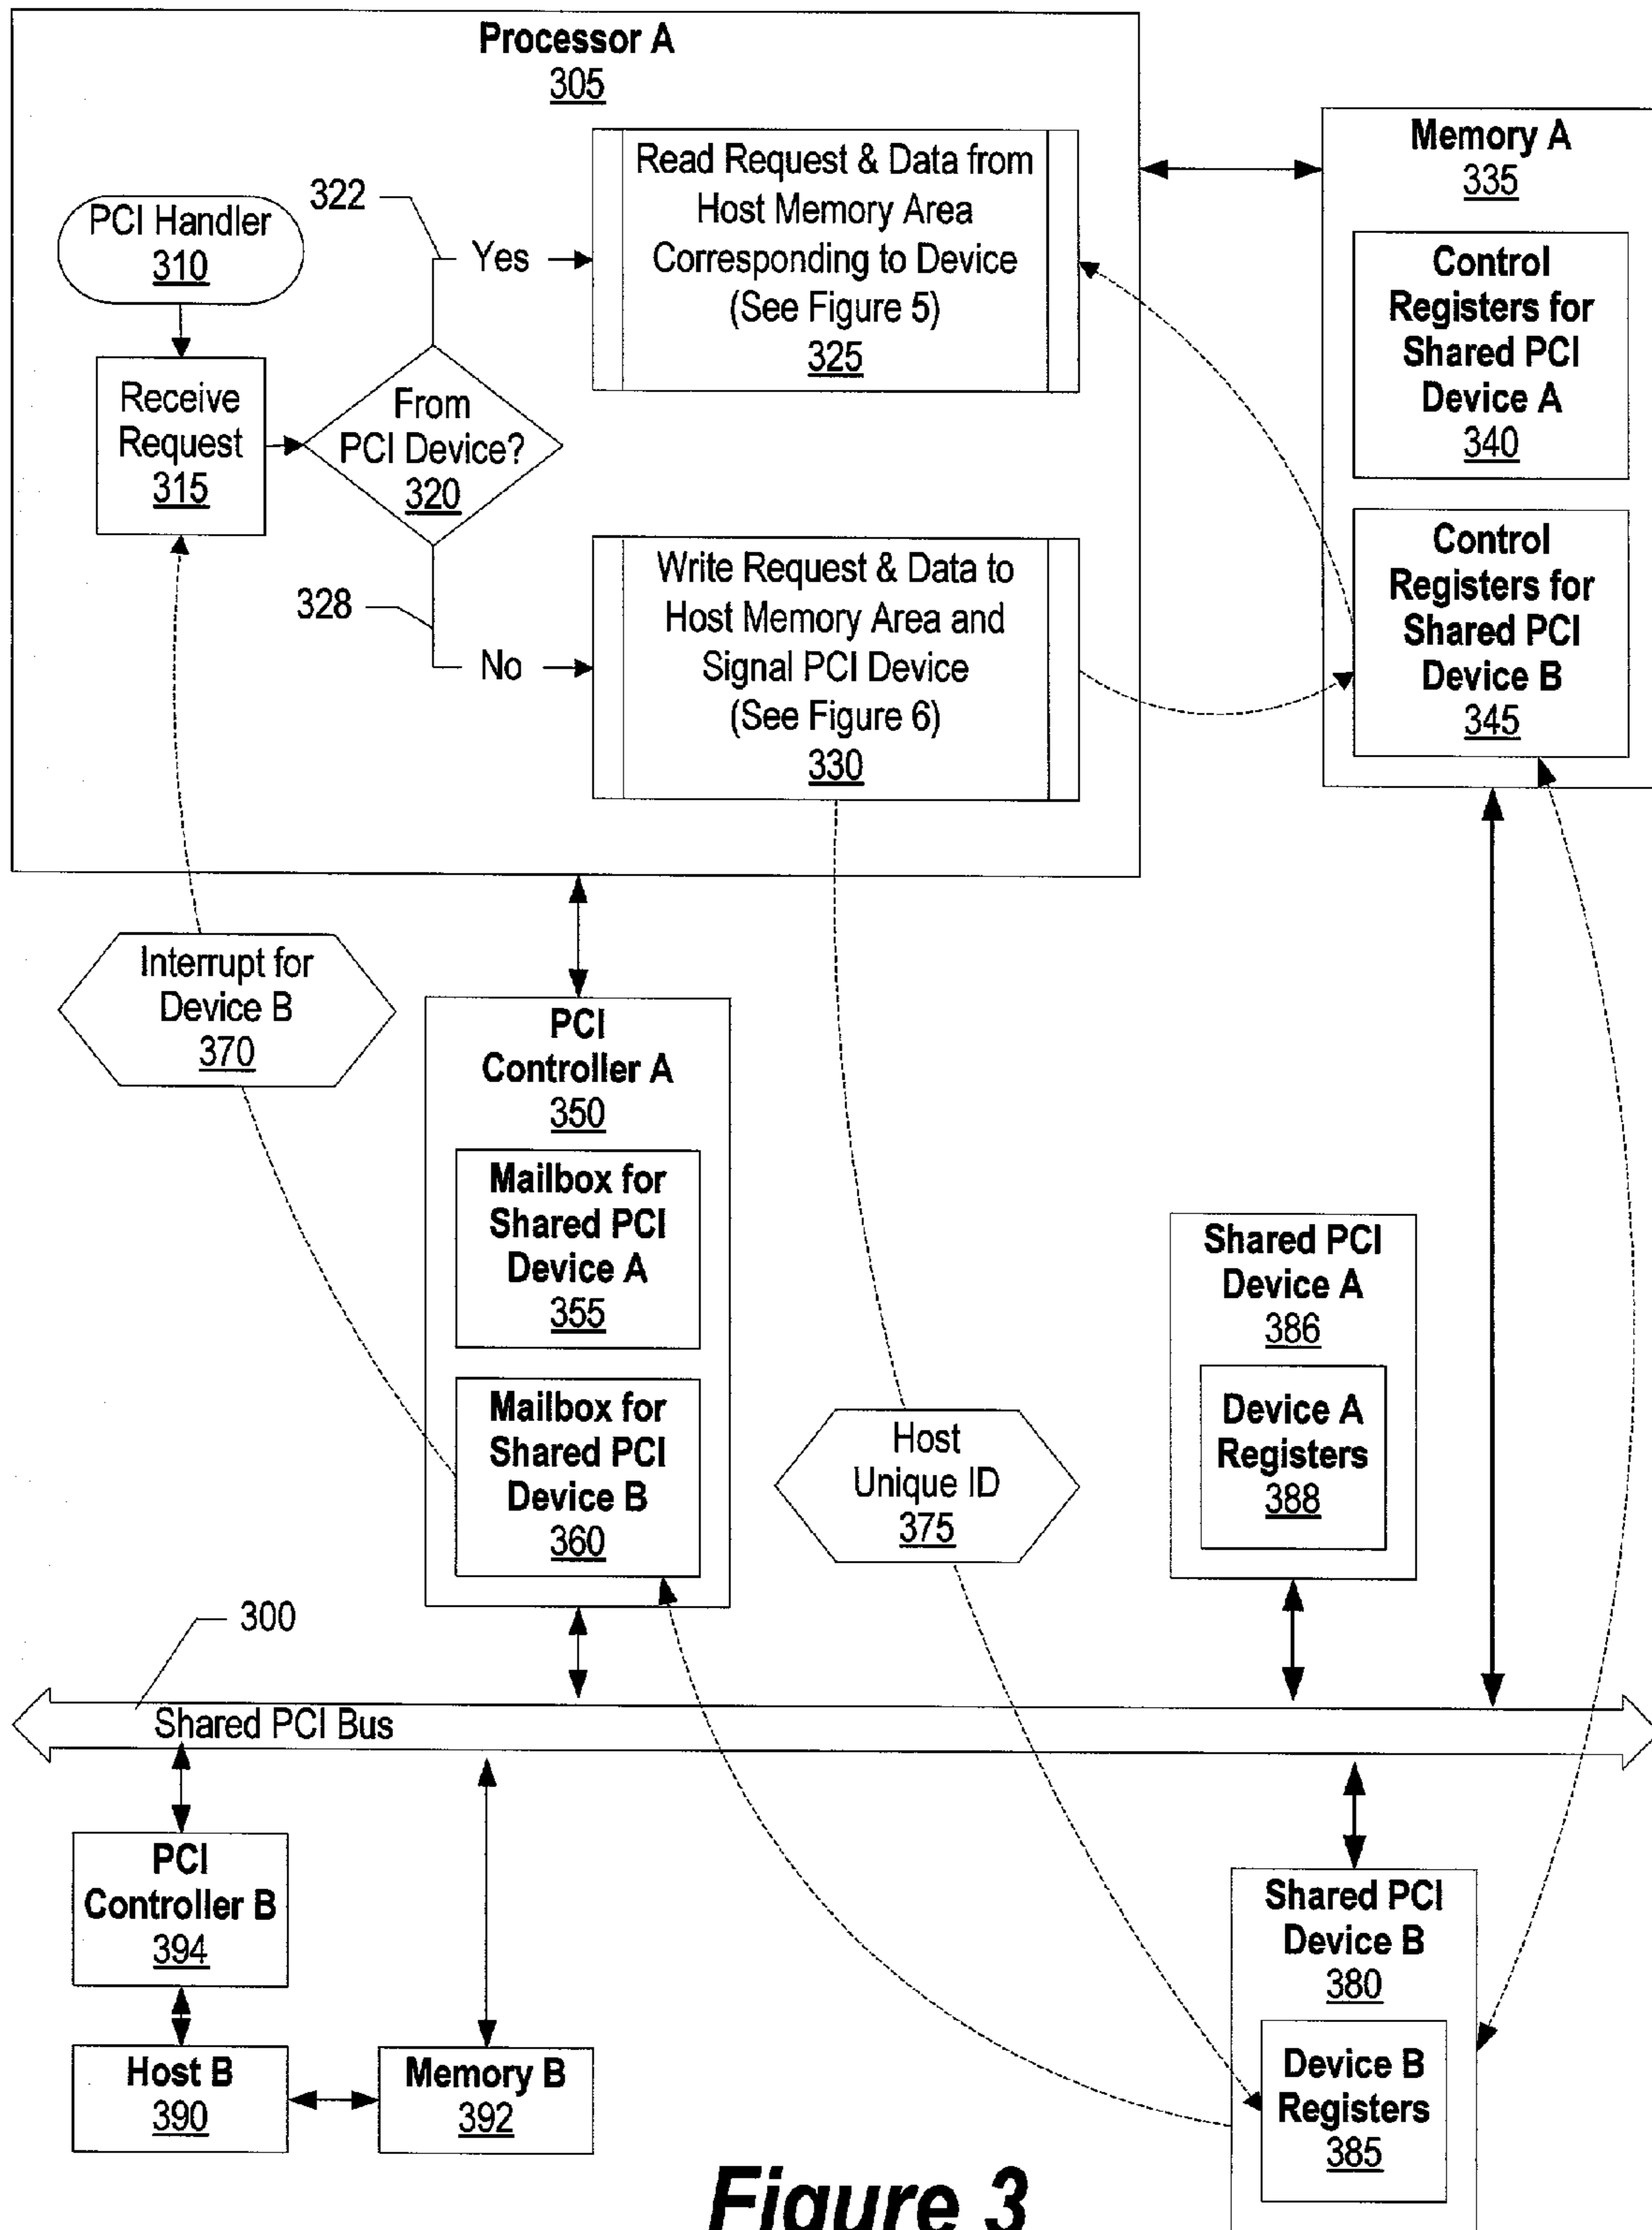 Processor A
305
PCI Handler
310
Receive
Request
315
322
Yes
From
PCI Device?
320
328
No
Read Request & Data from
Host Memory Area
Corresponding to Device
(See Figure 5)
325
Write Request & Data to
Host Memory Area and
Signal PCI Device
(See Figure 6)
330
Memory A
335
Control
Registers for
Shared PCI
Device A
340
Control
Registers for
Shared PCI
Device B
345
Interrupt for
Device B
370
PCI
Controller A
350
Mailbox for
Shared PCI
Device A
355
Mailbox for
Shared PCI
Device B
360
Host
Unique ID
375
Shared PCI
Device A
386
Device A
Registers
388
300
Shared PCI Bus
PCI
Controller B
394
Host B
390
Memory B
392
Shared PCI
Device B
380
Device B
Registers
385
Figure 3